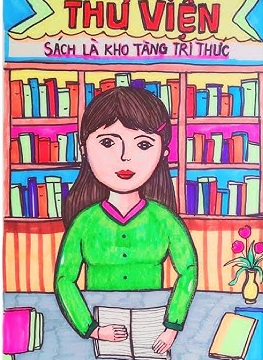 THƯ VIỆN
SÁCH LÀ KHO TÀNG TRI THỨC